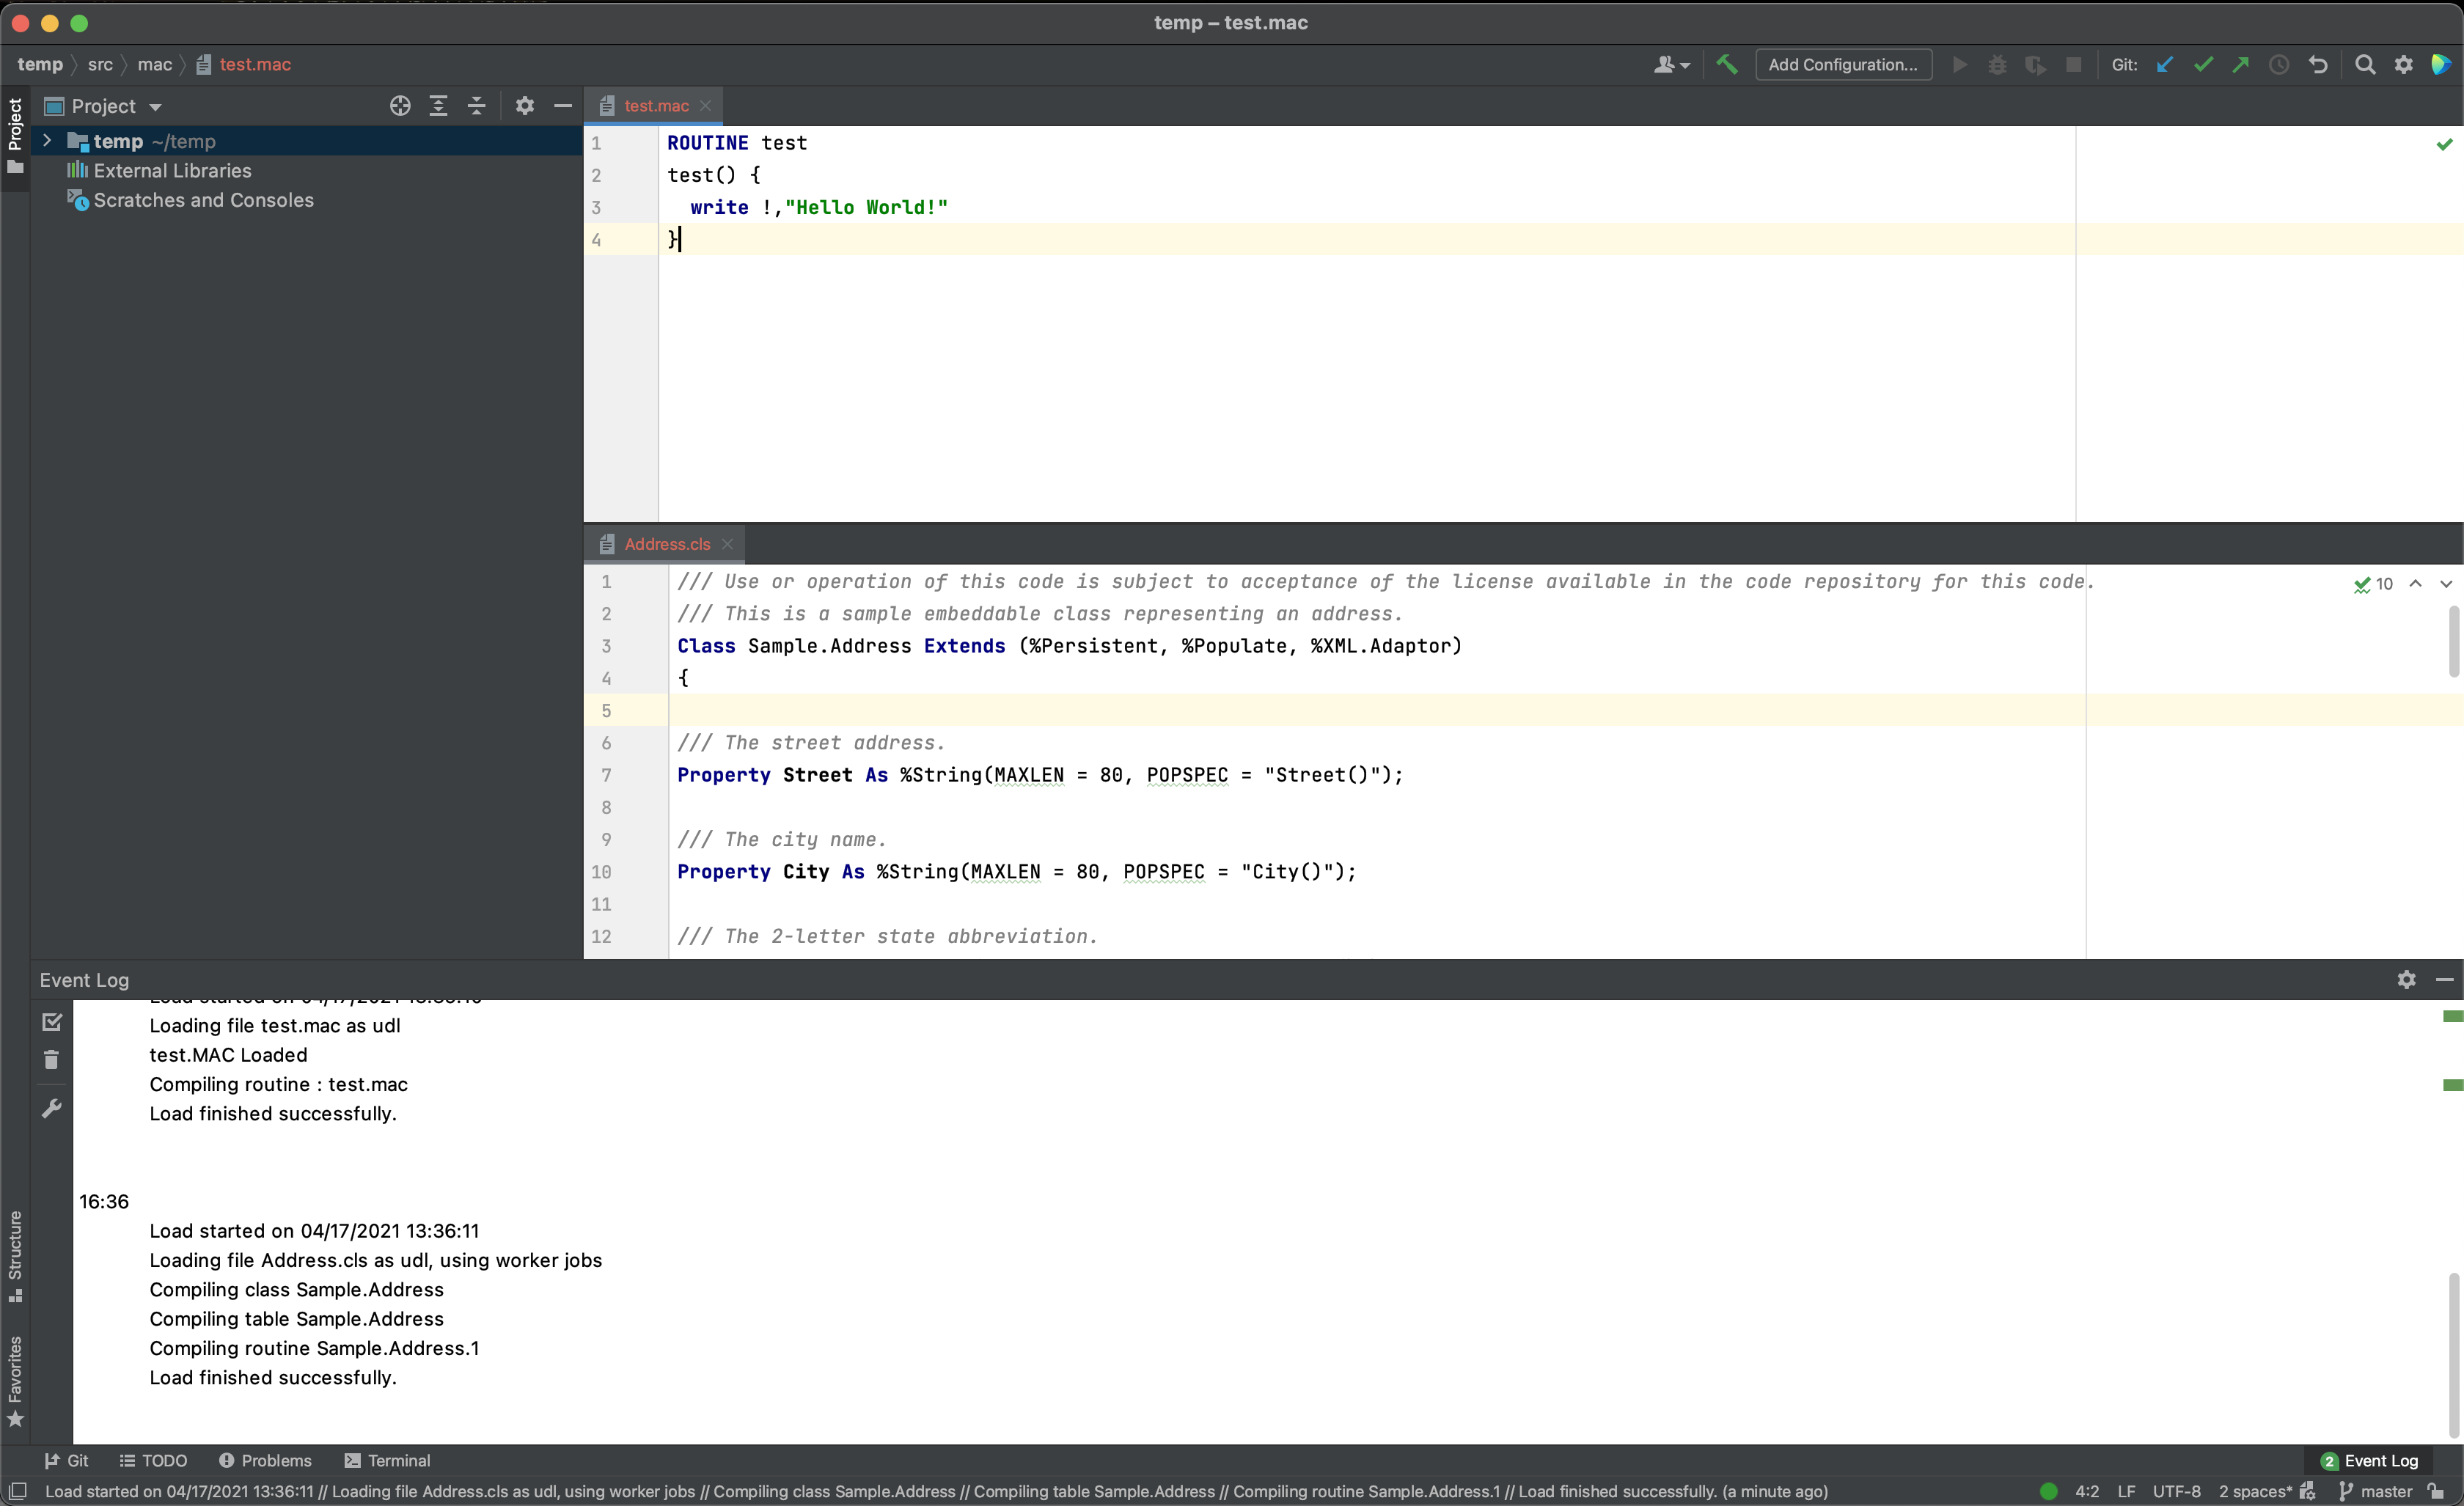 temp – test.mac
temp src mac test.mac
Add Configuration...
Git:
Project
Project
temp ~/temp
External Libraries
Scratches and Consoles
Structure
Favorites
test.mac
1 ROUTINE test
2 test() {
3 write !,"Hello World!"
4 }
Address.cls
10
1 /// Use or operation of this code is subject to acceptance of the license available in the code repository for this code.
2 /// This is a sample embeddable class representing an address.
3 Class Sample.Address Extends (%Persistent, %Populate, %XML.Adaptor)
4 {
5
6 /// The street address.
7 Property Street As %String(MAXLEN = 80, POPSPEC = "Street()");
8
9 /// The city name.
10 Property City As %String(MAXLEN = 80, POPSPEC = "City()");
11
12 /// The 2-letter state abbreviation.
Event Log
Loading file test.mac as udl
test.MAC Loaded
Compiling routine : test.mac
Load finished successfully.
16:36
Load started on 04/17/2021 13:36:11
Loading file Address.cls as udl, using worker jobs
Compiling class Sample.Address
Compiling table Sample.Address
Compiling routine Sample.Address.1
Load finished successfully.
Git TODO Problems Terminal
2 Event Log
Load started on 04/17/2021 13:36:11 // Loading file Address.cls as udl, using worker jobs // Compiling class Sample.Address // Compiling table Sample.Address // Compiling routine Sample.Address.1 // Load finished successfully. (a minute ago)
4:2 LF UTF-8 2 spaces* master